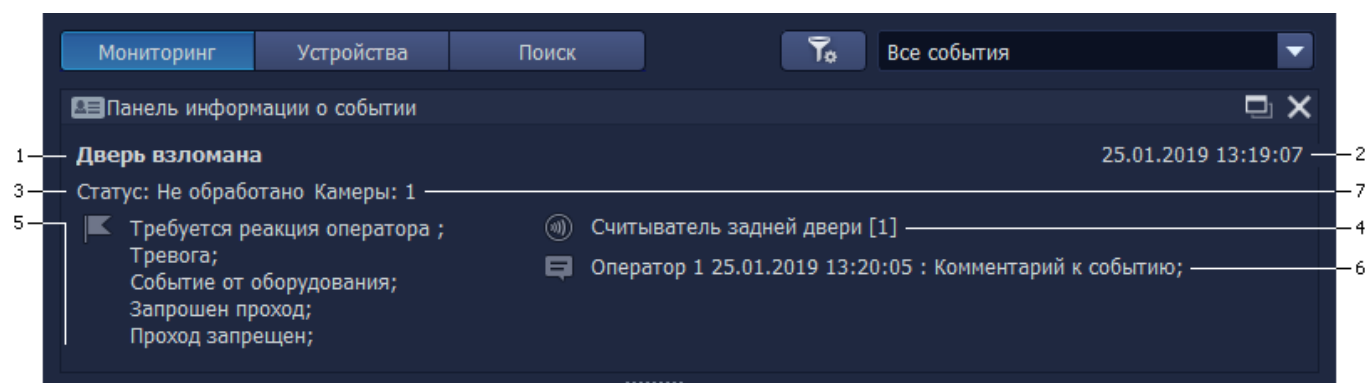 Мониторинг Устройства Поиск Все события
Панель информации о событии
1 Дверь взломана 25.01.2019 13:19:07 2
3 Статус: Не обработано Камеры: 1 7
5 Требуется реакция оператора ; Считыватель задней двери [1] 4
Тревога;
Оператор 1 25.01.2019 13:20:05 : Комментарий к событию; 6
Событие от оборудования;
Запрошен проход;
Проход запрещен;